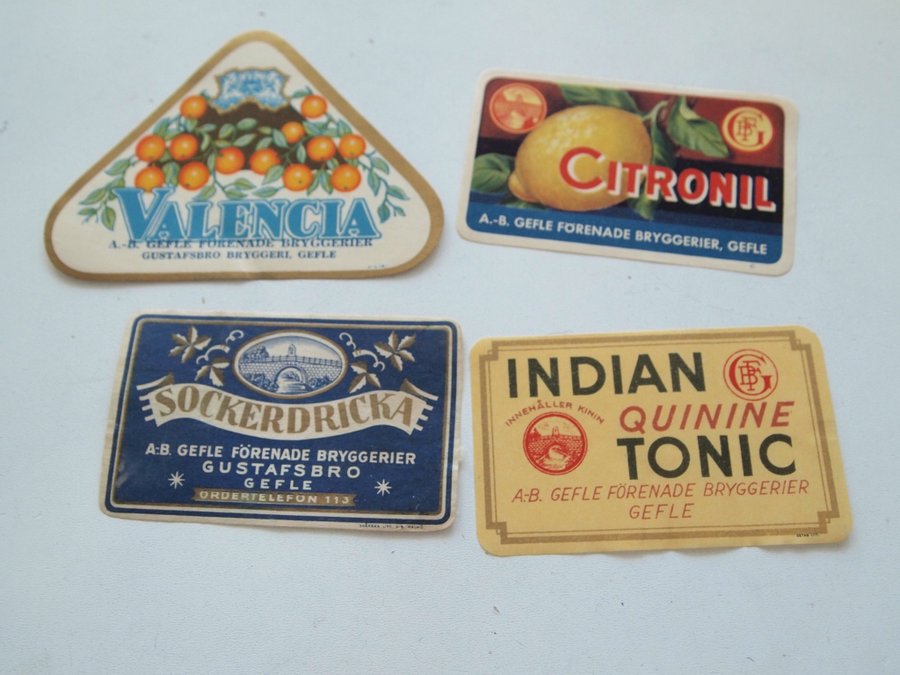 VALENCIA
A.-B. GEFLE FÖRENADE BRYGGERIER
GUSTAFSBRO BRYGGERI, GEFLE
CITRONIL
A.-B. GEFLE FÖRENADE BRYGGERIER, GEFLE
SOCKERDRICKA
A-B. GEFLE FÖRENADE BRYGGERIER
GUSTAFSBRO
GEFLE
ORDERTELEFON 113
INDIAN
INNEHÅLLER KININ
QUININE
TONIC
A-B. GEFLE FÖRENADE BRYGGERIER
GEFLE